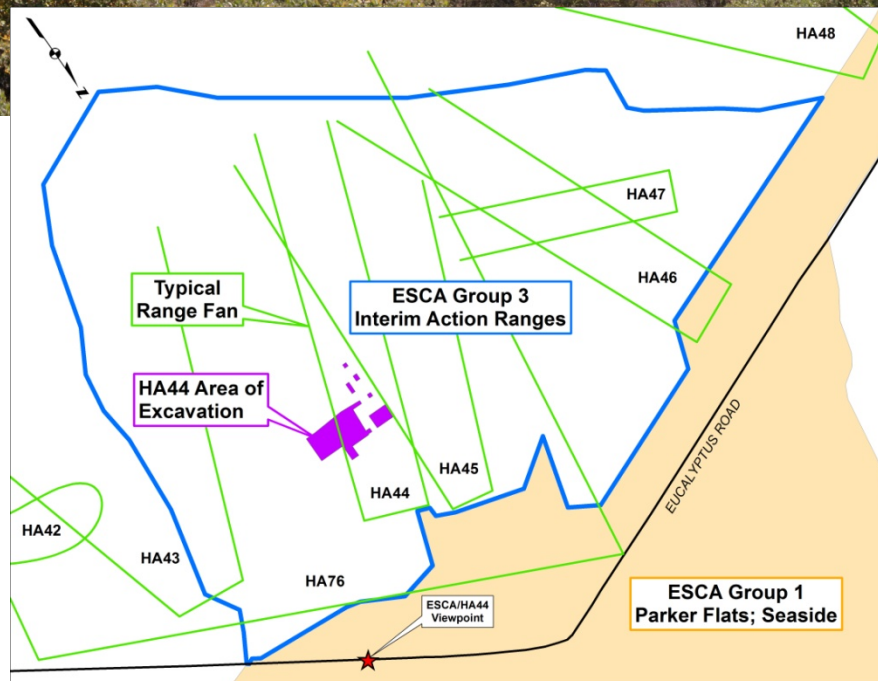 HA48
Z
HA47
Typical
Range Fan
ESCA Group 3
Interim Action Ranges
HA46
HA44 Area of
Excavation
EUCALYPTUS ROAD
HA45
HA44
HA42
HA43
HA76
ESCA/HA44
Viewpoint
ESCA Group 1
Parker Flats; Seaside